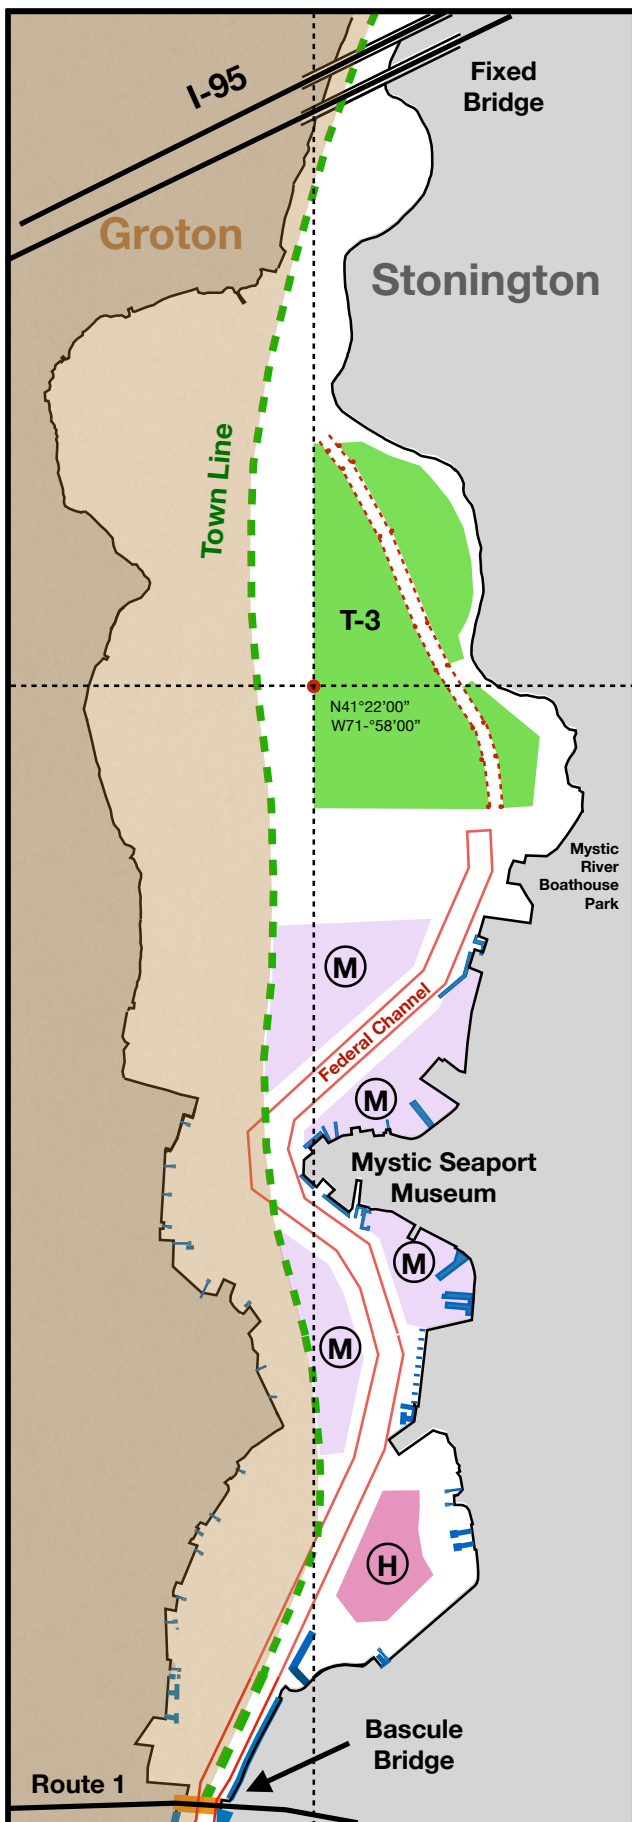 I-95
Fixed
Bridge
Groton
Stonington
Town Line
T-3
N41°22’00”
W71-°58’00”
Mystic
River
Boathouse
Park
M
Federal Channel
M
Mystic Seaport
Museum
M
M
H
Bascule
Bridge
Route 1